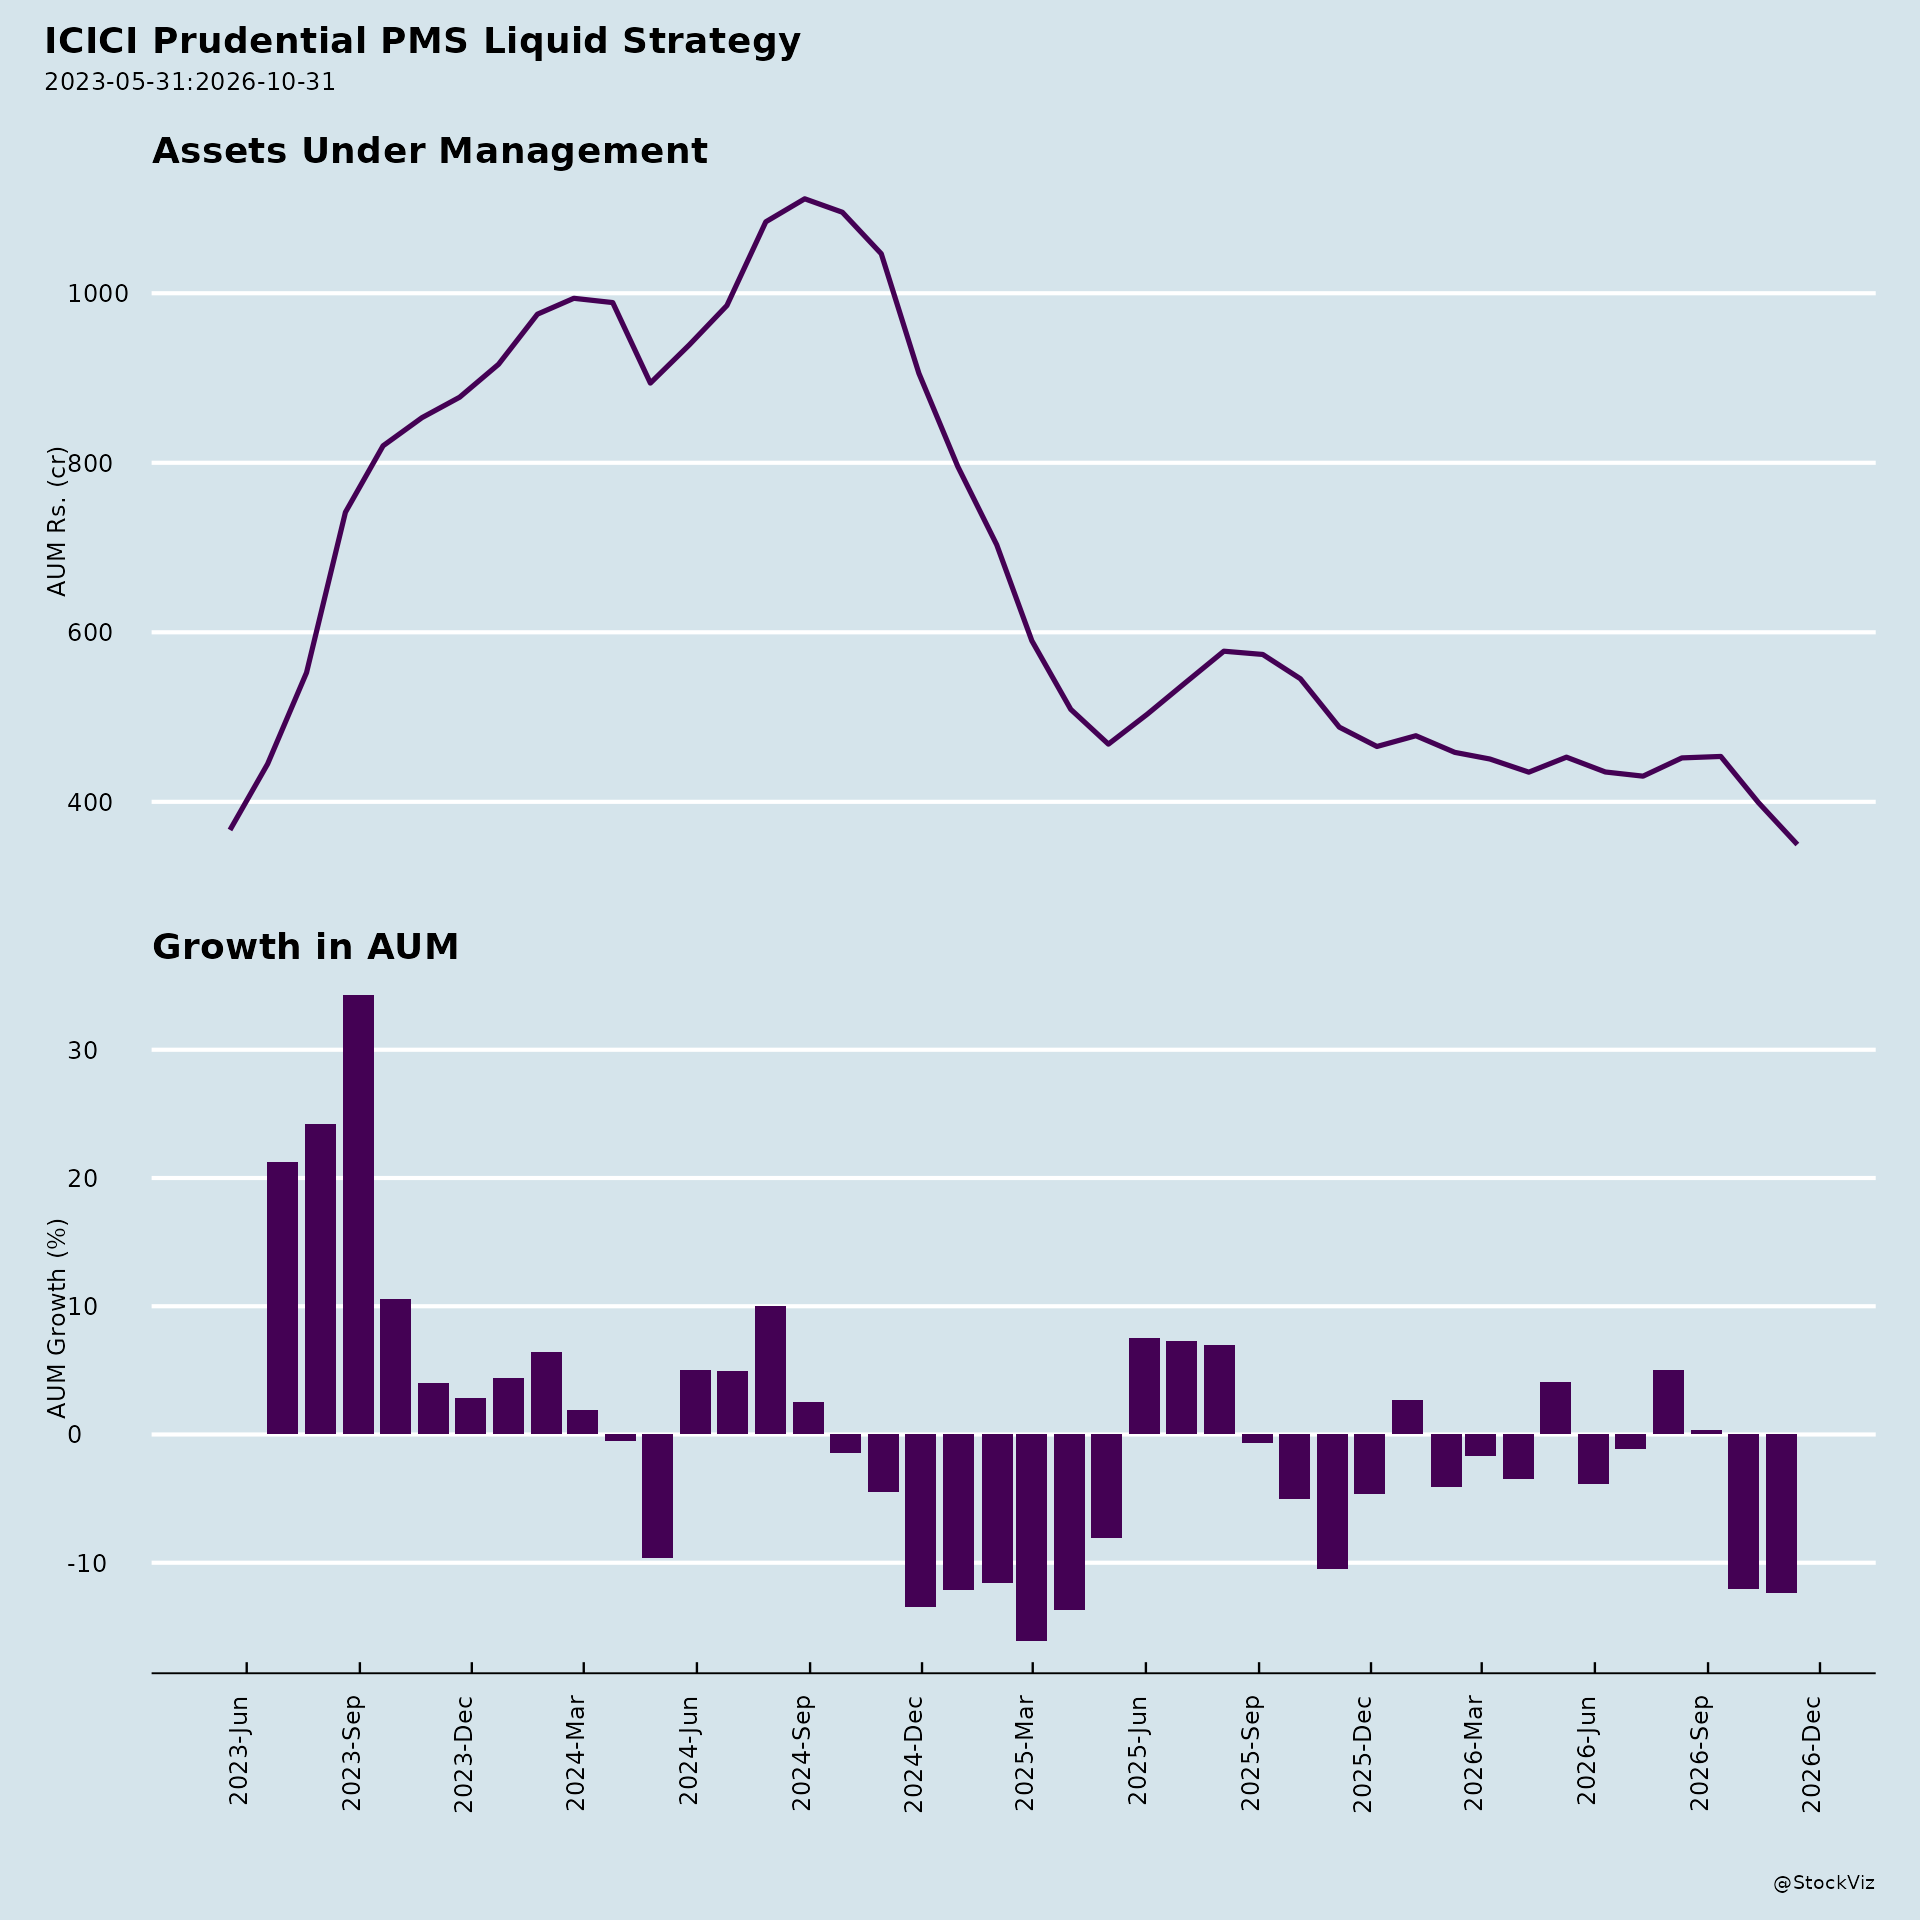 ICICI Prudential PMS Liquid Strategy
2023-05-31:2026-10-31
Assets Under Management
AUM Rs. (cr)
1000
800
600
400
Growth in AUM
AUM Growth (%)
30
20
10
0
-10
2023-Jun
2023-Sep
2023-Dec
2024-Mar
2024-Jun
2024-Sep
2024-Dec
2025-Mar
2025-Jun
2025-Sep
2025-Dec
2026-Mar
2026-Jun
2026-Sep
2026-Dec
@StockViz